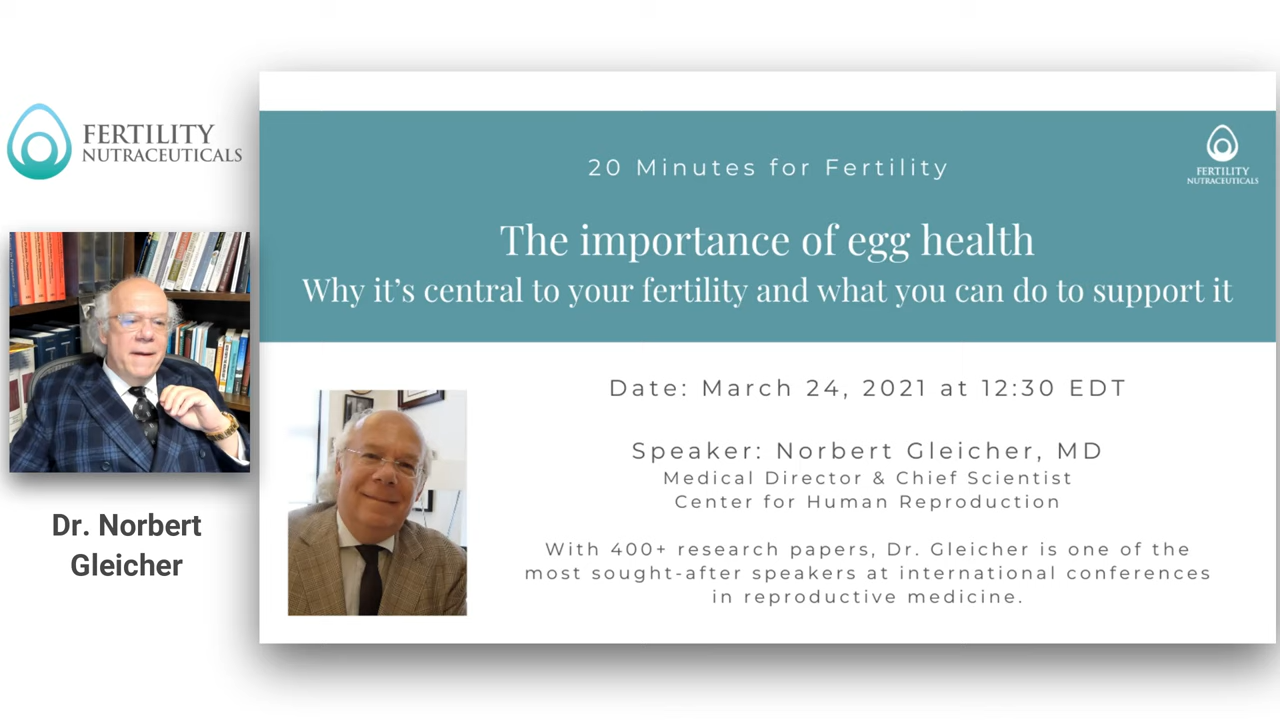 FERTILITY
NUTRACEUTICALS
Dr. Norbert
Gleicher
20 Minutes for Fertility
FERTILITY
NUTRACEUTICALS
The importance of egg health
Why it's central to your fertility and what you can do to support it
Date: March 24, 2021 at 12:30 EDT
Speaker: Norbert Gleicher, MD
Medical Director & Chief Scientist
Center for Human Reproduction
With 400+ research papers, Dr. Gleicher is one of the
most sought-after speakers at international conferences
in reproductive medicine.